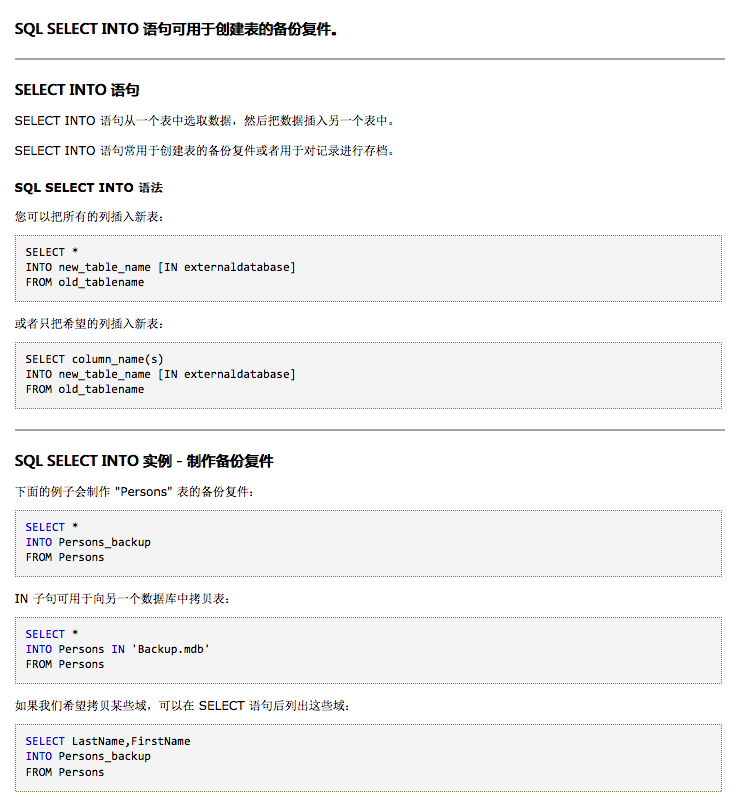 SQL SELECT INTO 语句可用于创建表的备份复件。
SELECT INTO 语句
SELECT INTO 语句从一个表中选取数据，然后把数据插入另一个表中。
SELECT INTO 语句常用于创建表的备份复件或者用于对记录进行存档。
SQL SELECT INTO 语法
您可以把所有的列插入新表：
SELECT *
INTO new_table_name [IN externaldatabase]
FROM old_tablename
或者只把希望的列插入新表：
SELECT column_name(s)
INTO new_table_name [IN externaldatabase]
FROM old_tablename
SQL SELECT INTO 实例 - 制作备份复件
下面的例子会制作 "Persons" 表的备份复件：
SELECT *
INTO Persons_backup
FROM Persons
IN 子句可用于向另一个数据库中拷贝表：
SELECT *
INTO Persons IN 'Backup.mdb'
FROM Persons
如果我们希望拷贝某些域，可以在 SELECT 语句后列出这些域：
SELECT LastName,FirstName
INTO Persons_backup
FROM Persons